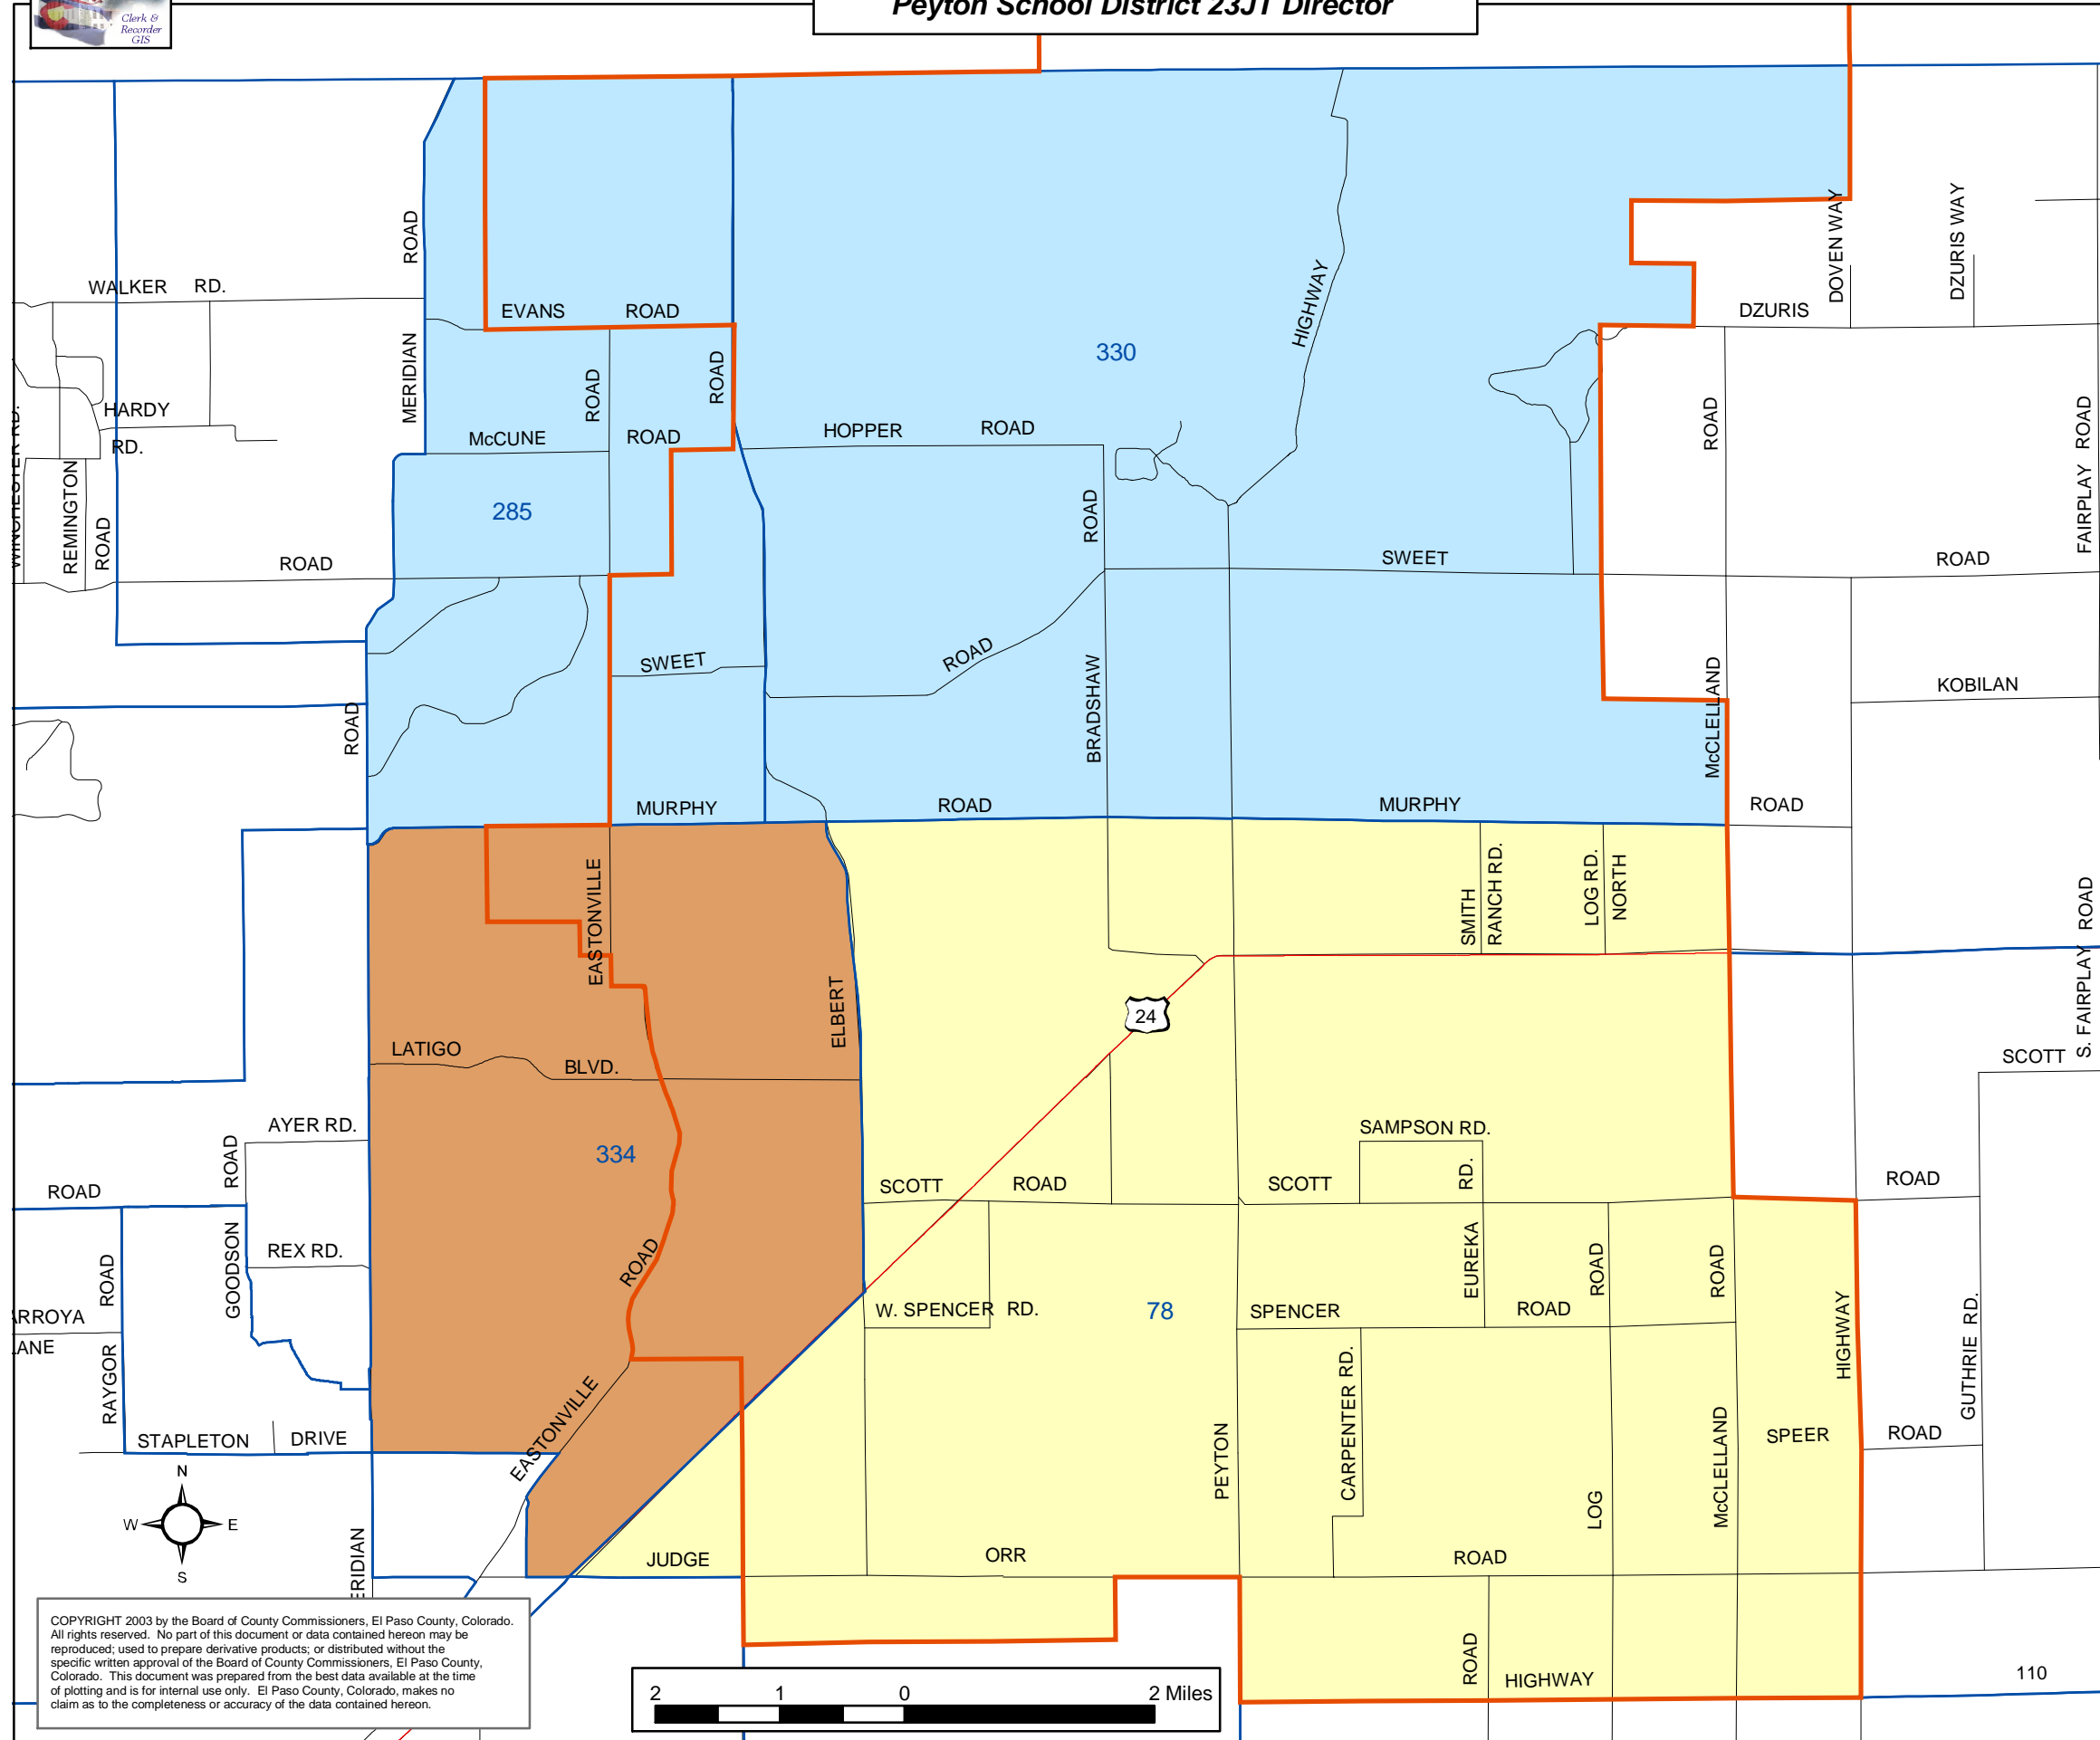 Clerk &
Recorder
GIS
Peyton School District 23JT Director
ROAD
DOVEN WAY
DZURIS WAY
WALKER RD.
EVANS ROAD
HIGHWAY
DZURIS
MERIDIAN
ROAD
ROAD
330
ROAD
FAIRPLAY ROAD
HARDY
RD.
McCUNE ROAD
HOPPER ROAD
REMINGTON
ROAD
285
ROAD
ROAD
SWEET
ROAD
SWEET
ROAD
BRADSHAW
McCLELLAND
KOBILAN
ROAD
MURPHY
ROAD
MURPHY
ROAD
EASTONVILLE
SMITH
RANCH RD.
LOG RD.
NORTH
S. FAIRPLAY ROAD
ELBERT
24
LATIGO
BLVD.
SCOTT
AYER RD.
ROAD
334
SAMPSON RD.
RD.
ROAD
SCOTT
ROAD
SCOTT
ROAD
GOODSON
REX RD.
ROAD
EUREKA
ROAD
ROAD
ROAD
W. SPENCER RD.
78
SPENCER
ROAD
HIGHWAY
GUTHRIE RD.
RAYGOR
EASTONVILLE
CARPENTER RD.
STAPLETON DRIVE
PEYTON
LOG
McCLELLAND
SPEER
ROAD
N
W E
S
JUDGE
ORR
ROAD
COPYRIGHT 2003 by the Board of County Commissioners, El Paso County, Colorado.
All rights reserved. No part of this document or data contained hereon may be
reproduced; used to prepare derivative products; or distributed without the
specific written approval of the Board of County Commissioners, El Paso County,
Colorado. This document was prepared from the best data available at the time
of plotting and is for internal use only. El Paso County, Colorado, makes no
claim as to the completeness or accuracy of the data contained hereon.
2 1 0 2 Miles
ROAD
HIGHWAY
110